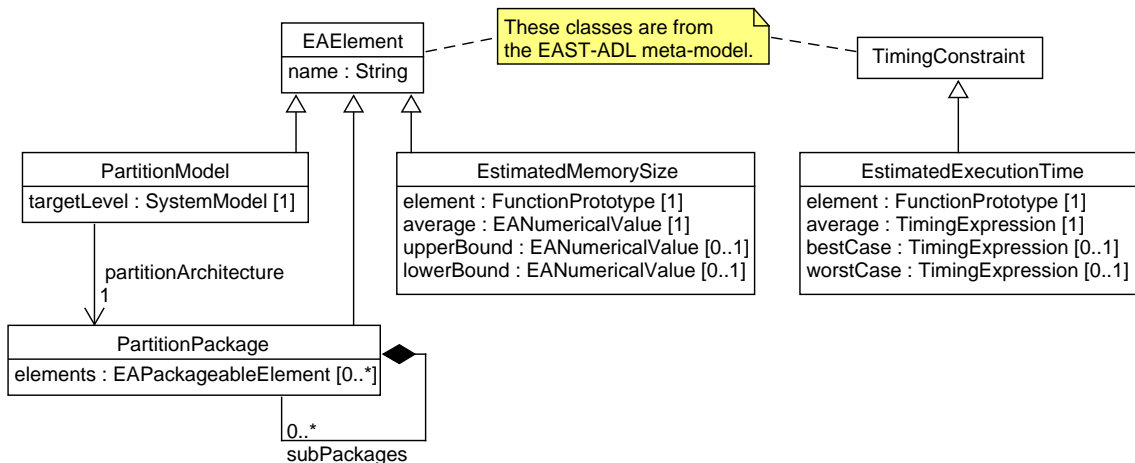 EAElement
name : String
These classes are from
the EAST-ADL meta-model.
TimingConstraint
PartitionModel
targetLevel : SystemModel [1]
EstimatedMemorySize
element : FunctionPrototype [1]
average : EANumericalValue [1]
upperBound : EANumericalValue [0..1]
lowerBound : EANumericalValue [0..1]
EstimatedExecutionTime
element : FunctionPrototype [1]
average : TimingExpression [1]
bestCase : TimingExpression [0..1]
worstCase : TimingExpression [0..1]
partitionArchitecture
1
PartitionPackage
elements : EAPackageableElement [0..*]
0..*
subPackages